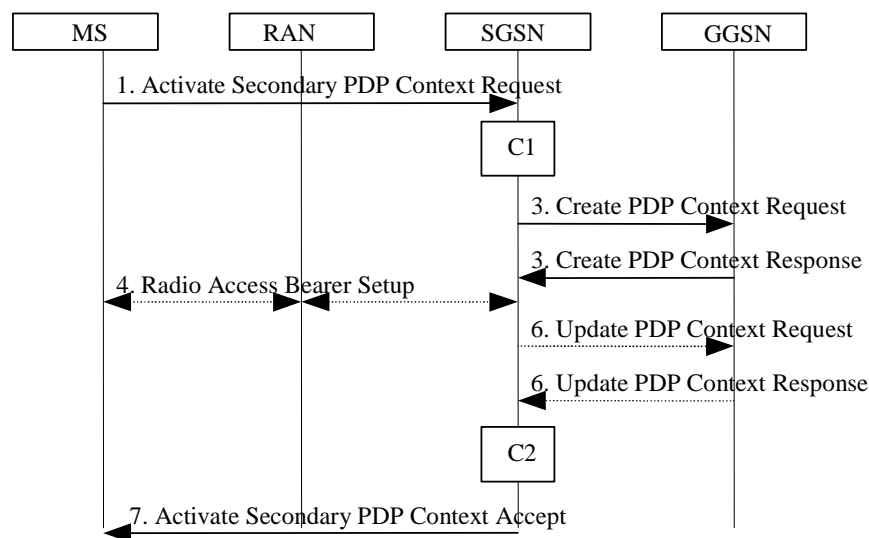 MS
RAN
SGSN
GGSN
1. Activate Secondary PDP Context Request
C1
3. Create PDP Context Request
3. Create PDP Context Response
4. Radio Access Bearer Setup
6. Update PDP Context Request
6. Update PDP Context Response
C2
7. Activate Secondary PDP Context Accept